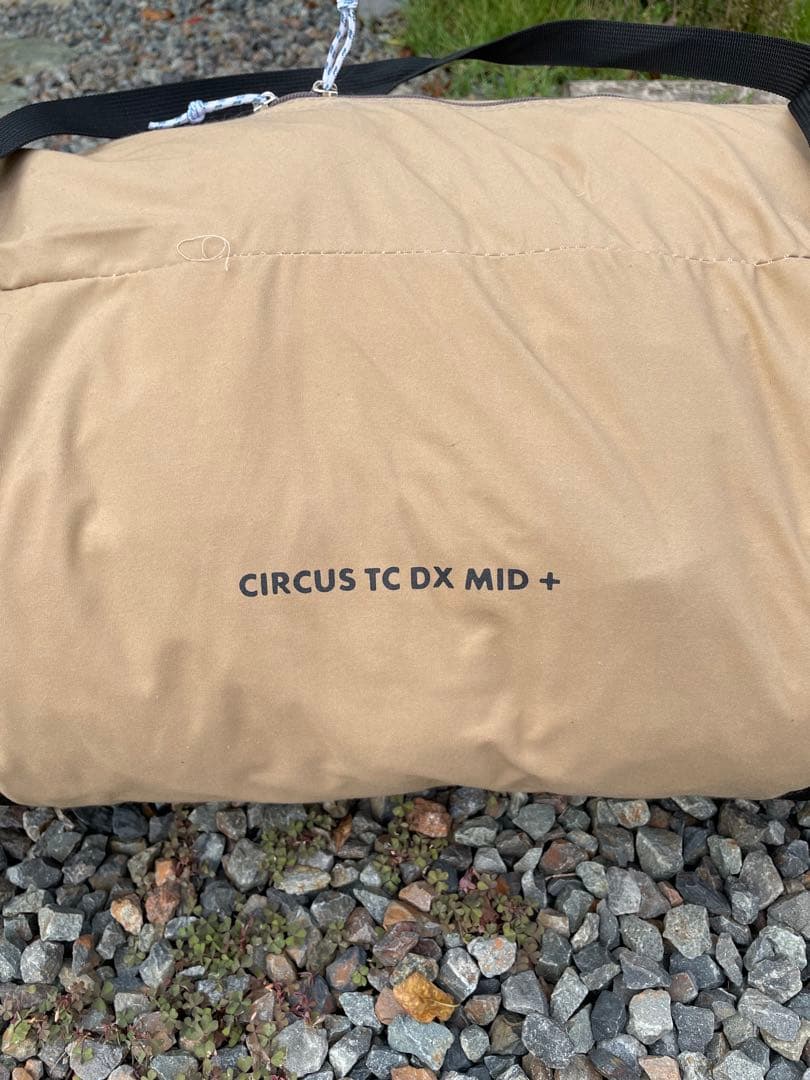 CIRCUS TC DX MID +